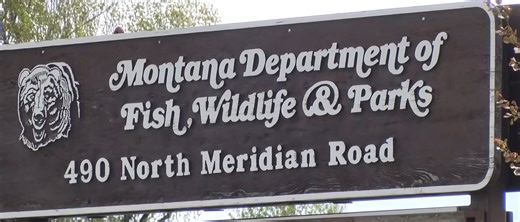 Montana Department of
Fish, Wildlife & Parks
490 North Meridian Road